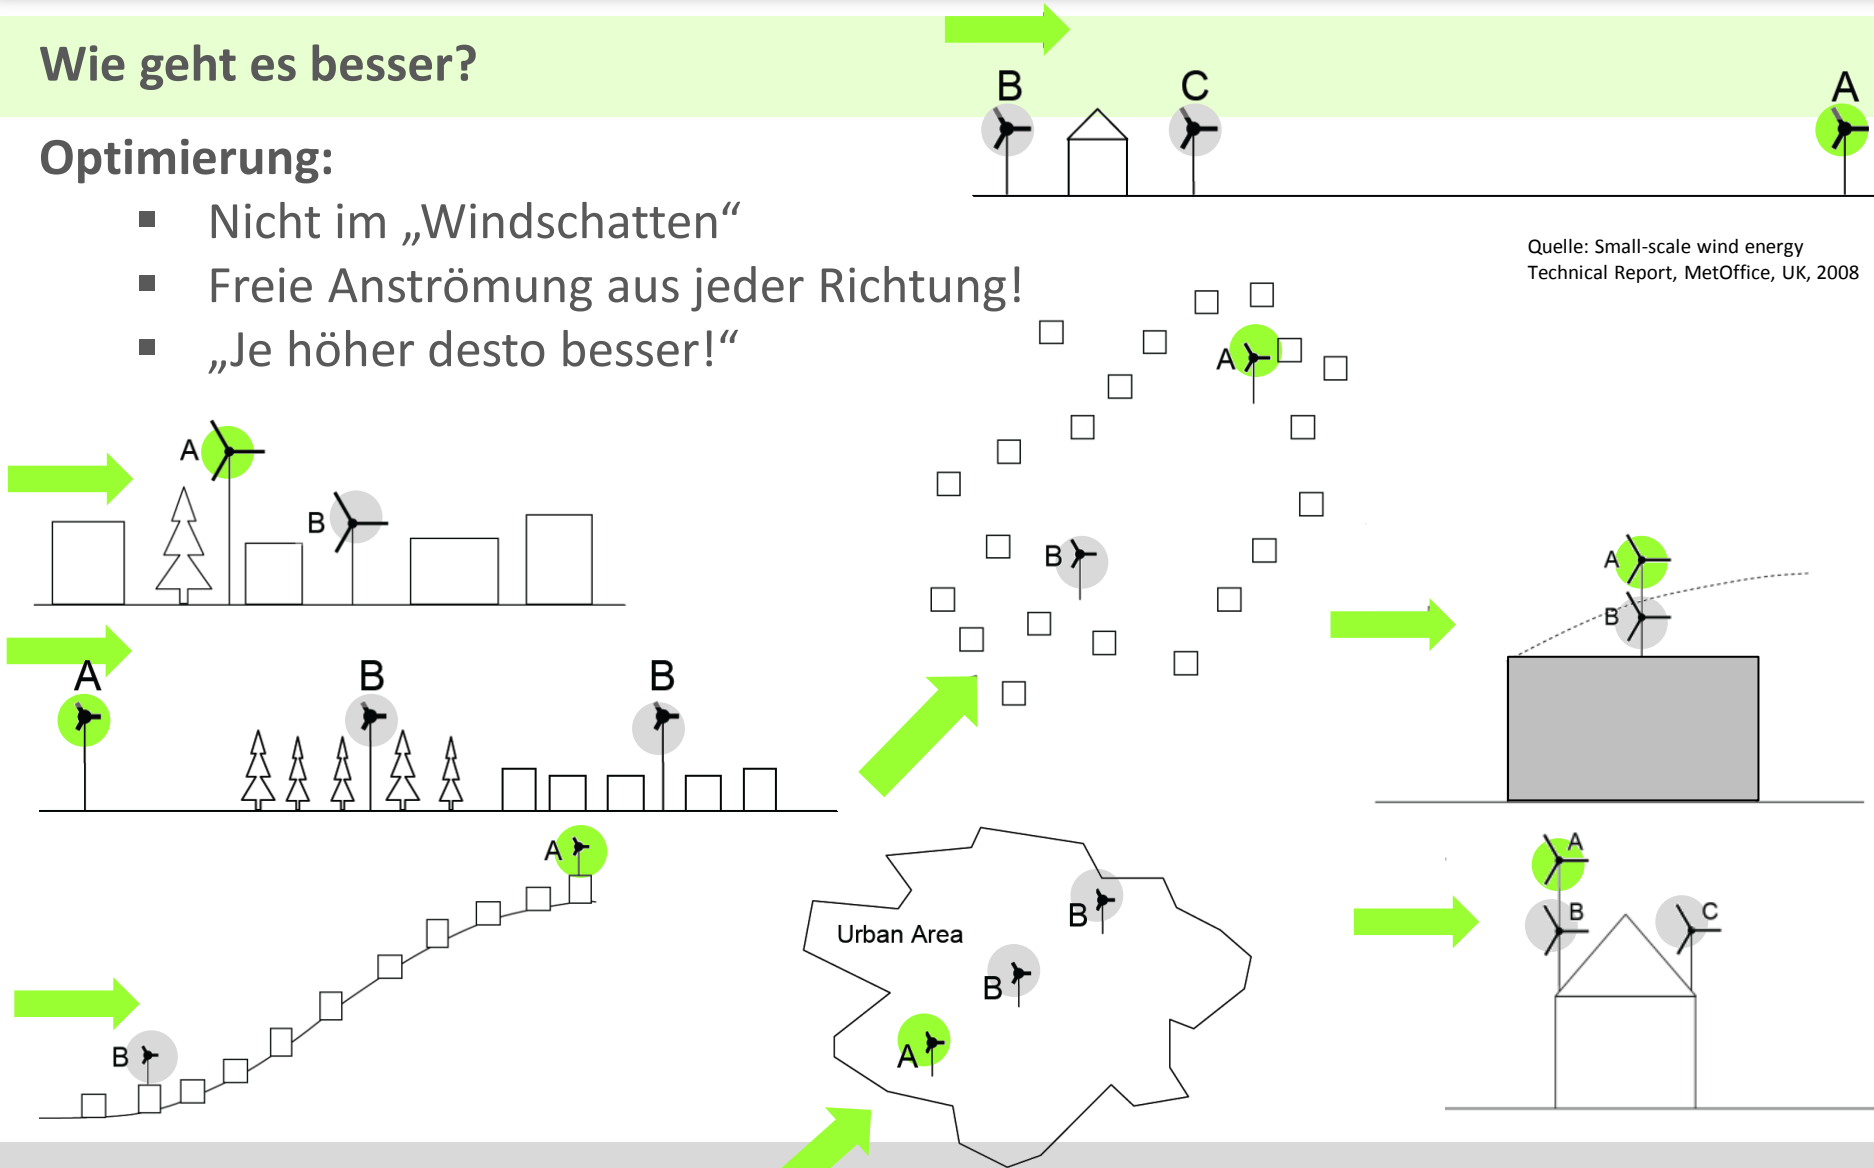 Wie geht es besser?
B
C
A
Optimierung:
▪ Nicht im „Windschatten“
▪ Freie Anströmung aus jeder Richtung!
▪ „Je höher desto besser!“
Quelle: Small-scale wind energy
Technical Report, MetOffice, UK, 2008
A
A
B
B
A
B
A
B
B
A
B
B
Urban Area
B
B
A
A
B
C